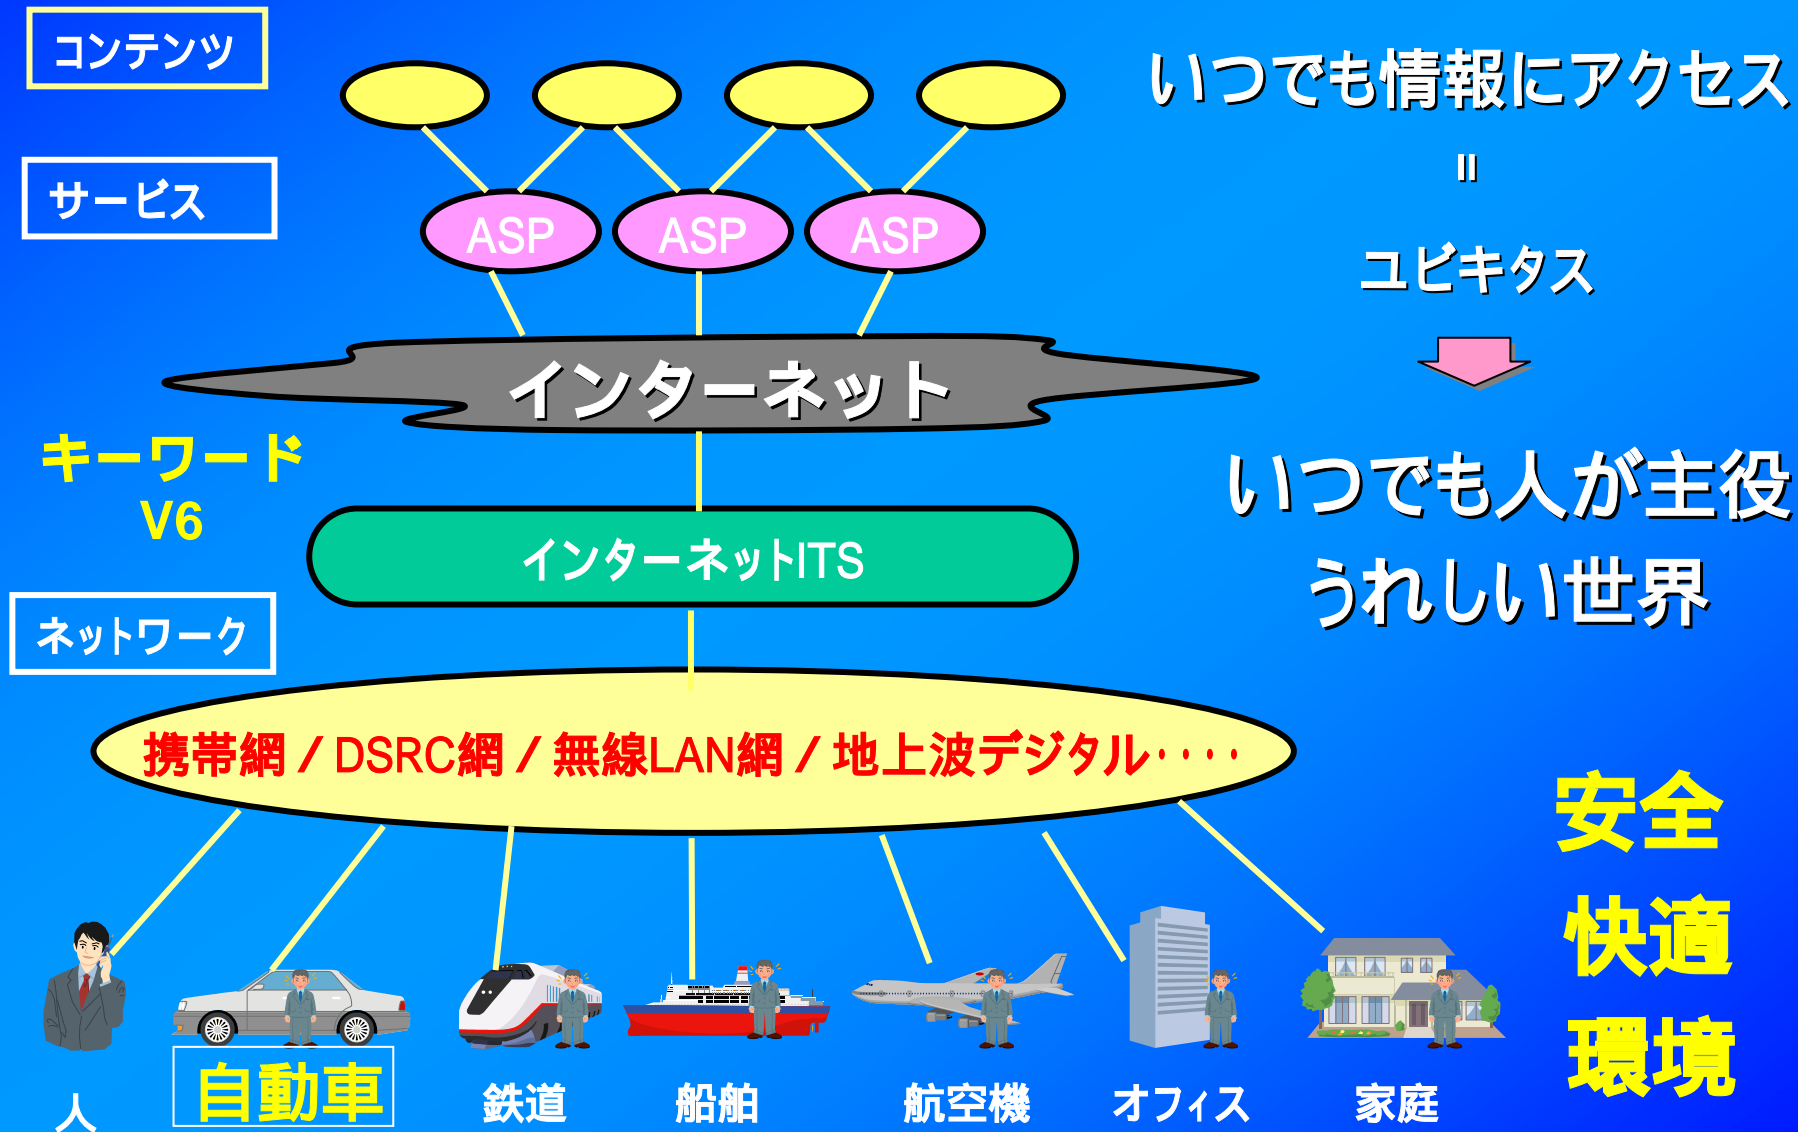 コンテンツ
いつでも情報にアクセス
=
サービス
ASP
ASP
ASP
ユビキタス
インターネット
キーワード
V6
いつでも人が主役
うれしい世界
インターネットITS
ネットワーク
携帯網/DSRC網/無線LAN網/地上波デジタル・・・・
安全
快適
環境
人
自動車
鉄道
船舶
航空機
オフィス
家庭